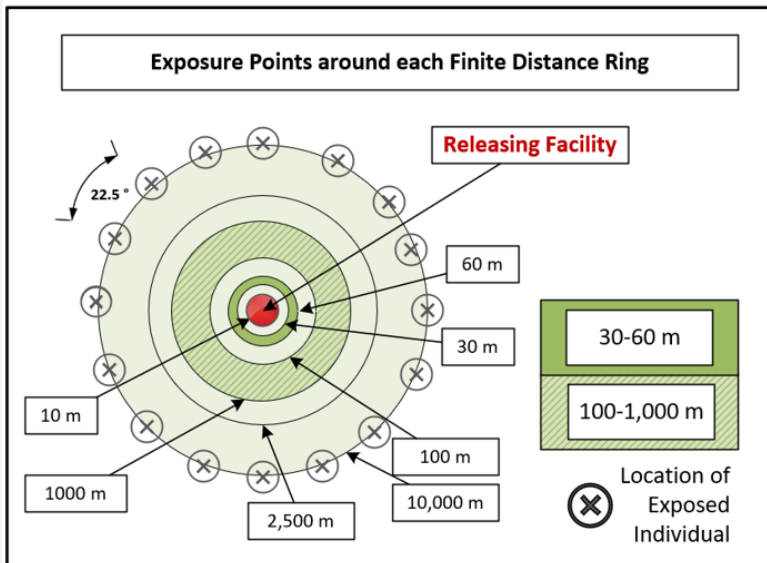 Exposure Points around each Finite Distance Ring
Releasing Facility
22.5 °
60 m
30 m
30-60 m
100-1,000 m
10 m
100 m
1000 m
10,000 m
2,500 m
Location of
Exposed
Individual